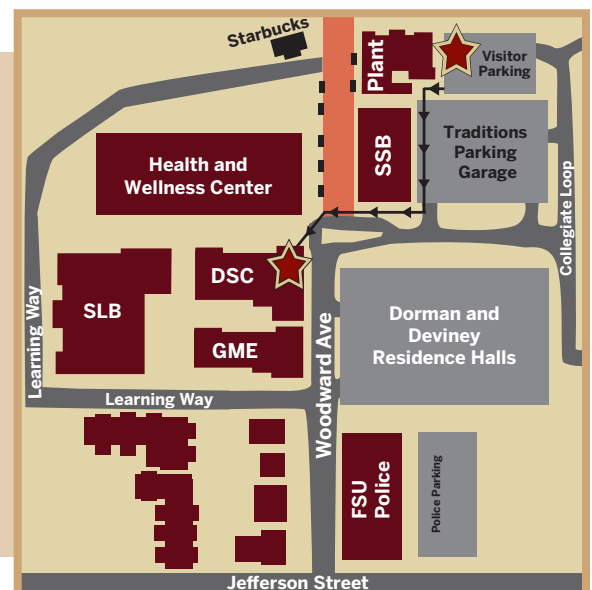 Starbucks
Plant
Visitor
Parking
Health and
Wellness Center
SSB
Traditions
Parking
Garage
Collegiate Loop
DSC
SLB
GME
Learning Way
Learning Way
Woodward Ave
Dorman and
Deviney
Residence Halls
FSU
Police
Police Parking
Jefferson Street